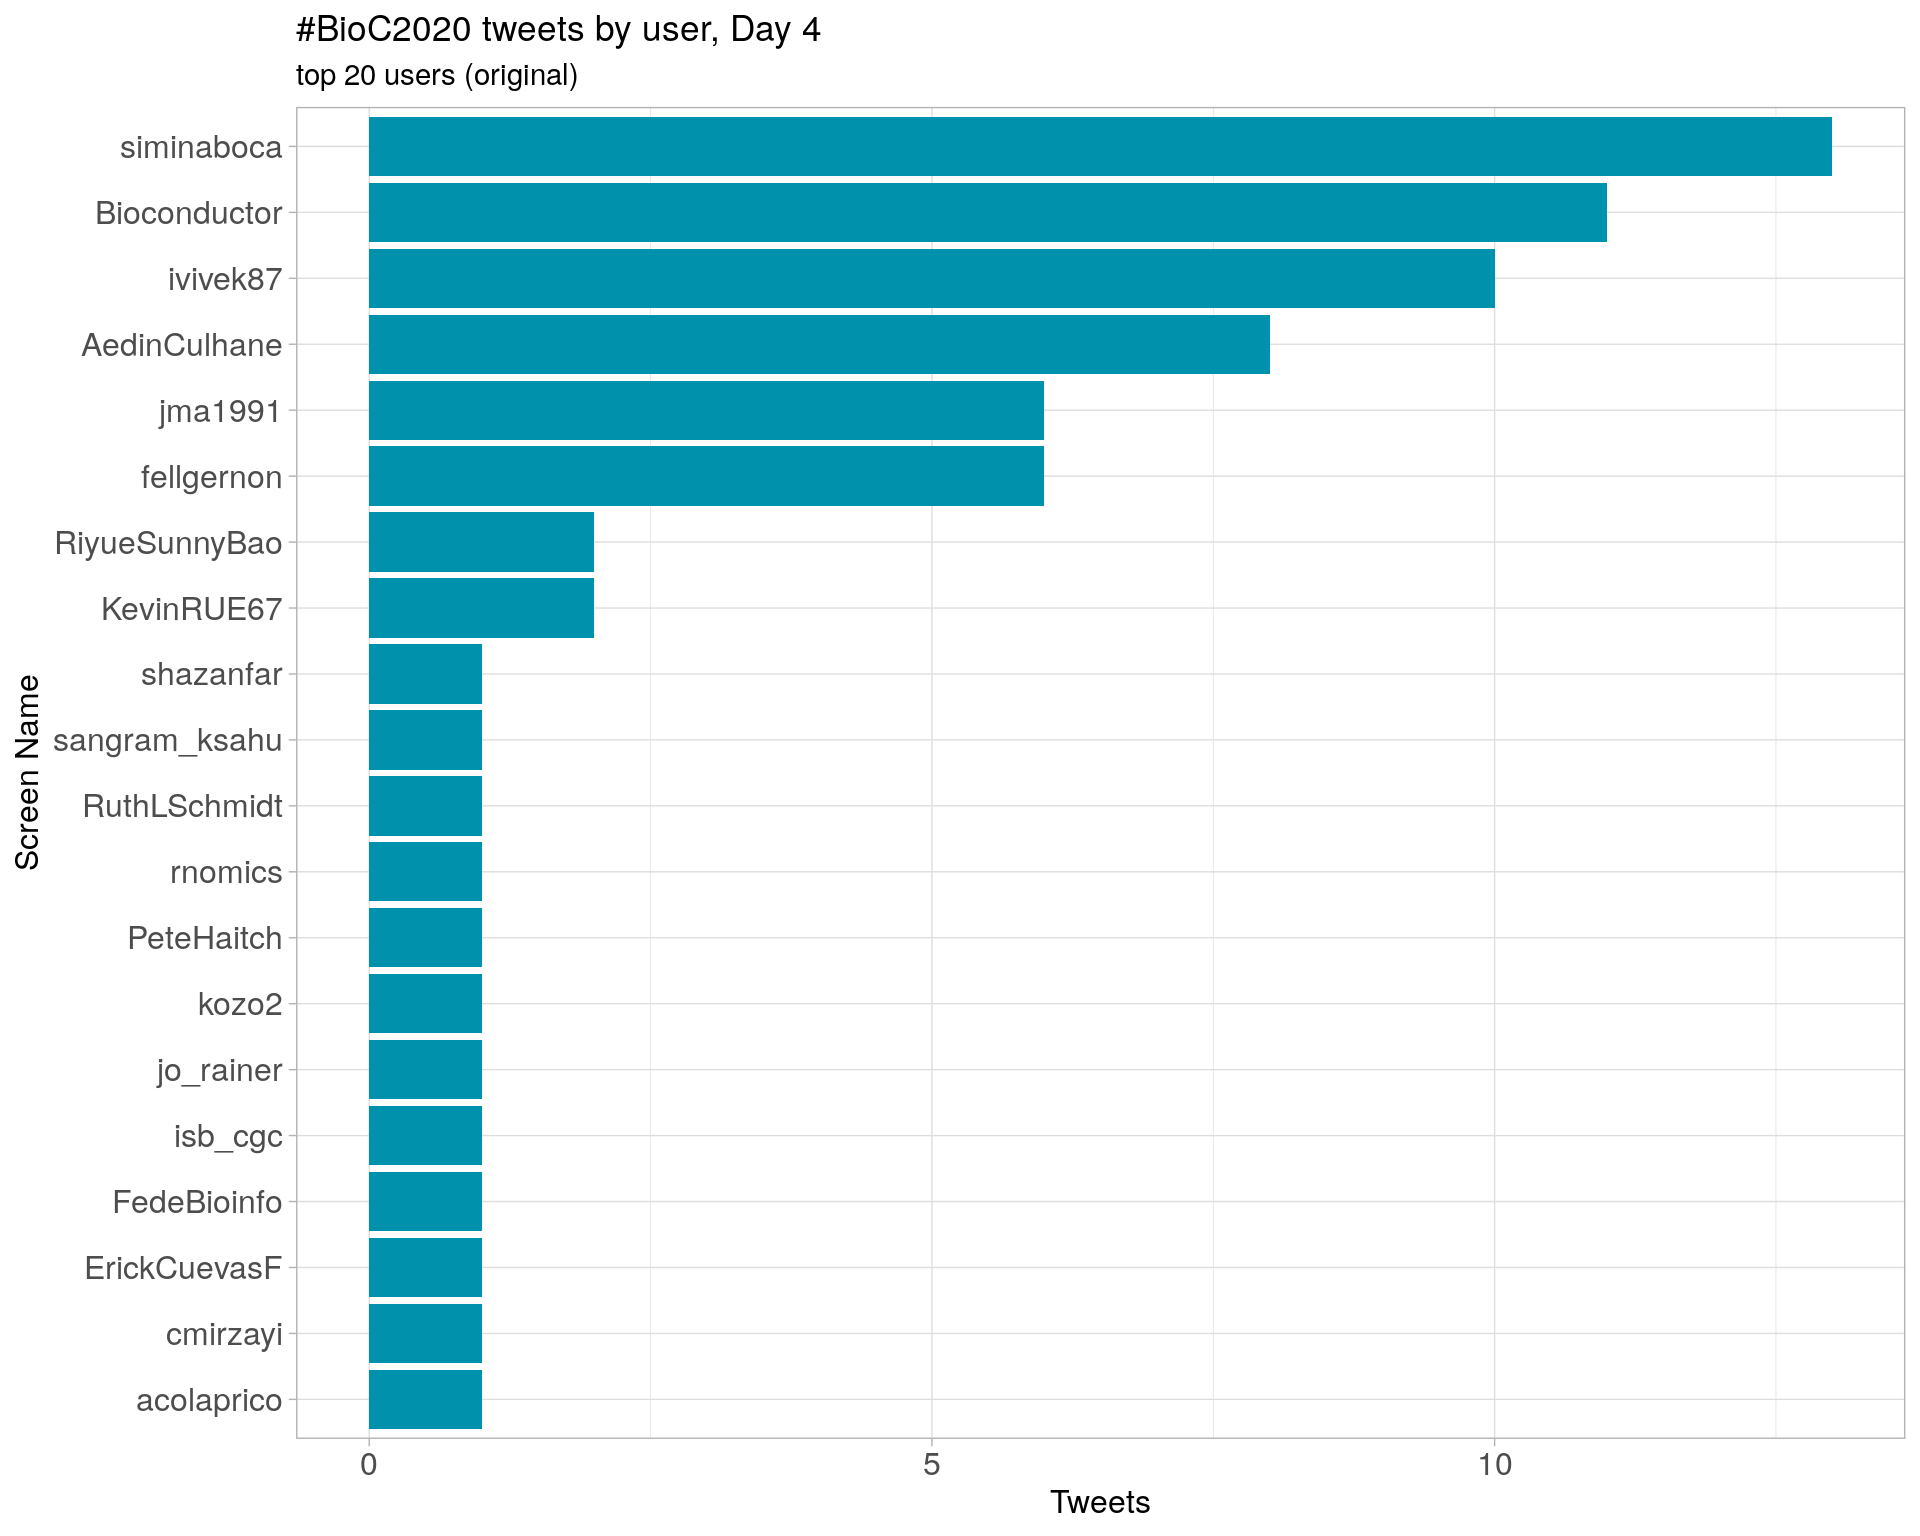 #BioC2020 tweets by user, Day 4
top 20 users (original)
siminaboca
Bioconductor
ivivek87
AedinCulhane
jma1991
fellgernon
RiyueSunnyBao
KevinRUE67
shazanfar
sangram_ksahu
RuthLSchmidt
rnomics
PeteHaitch
kozo2
jo_rainer
isb_cgc
FedeBioinfo
ErickCuevasF
cmirzayi
acolaprico
Screen Name
0 5 10
Tweets